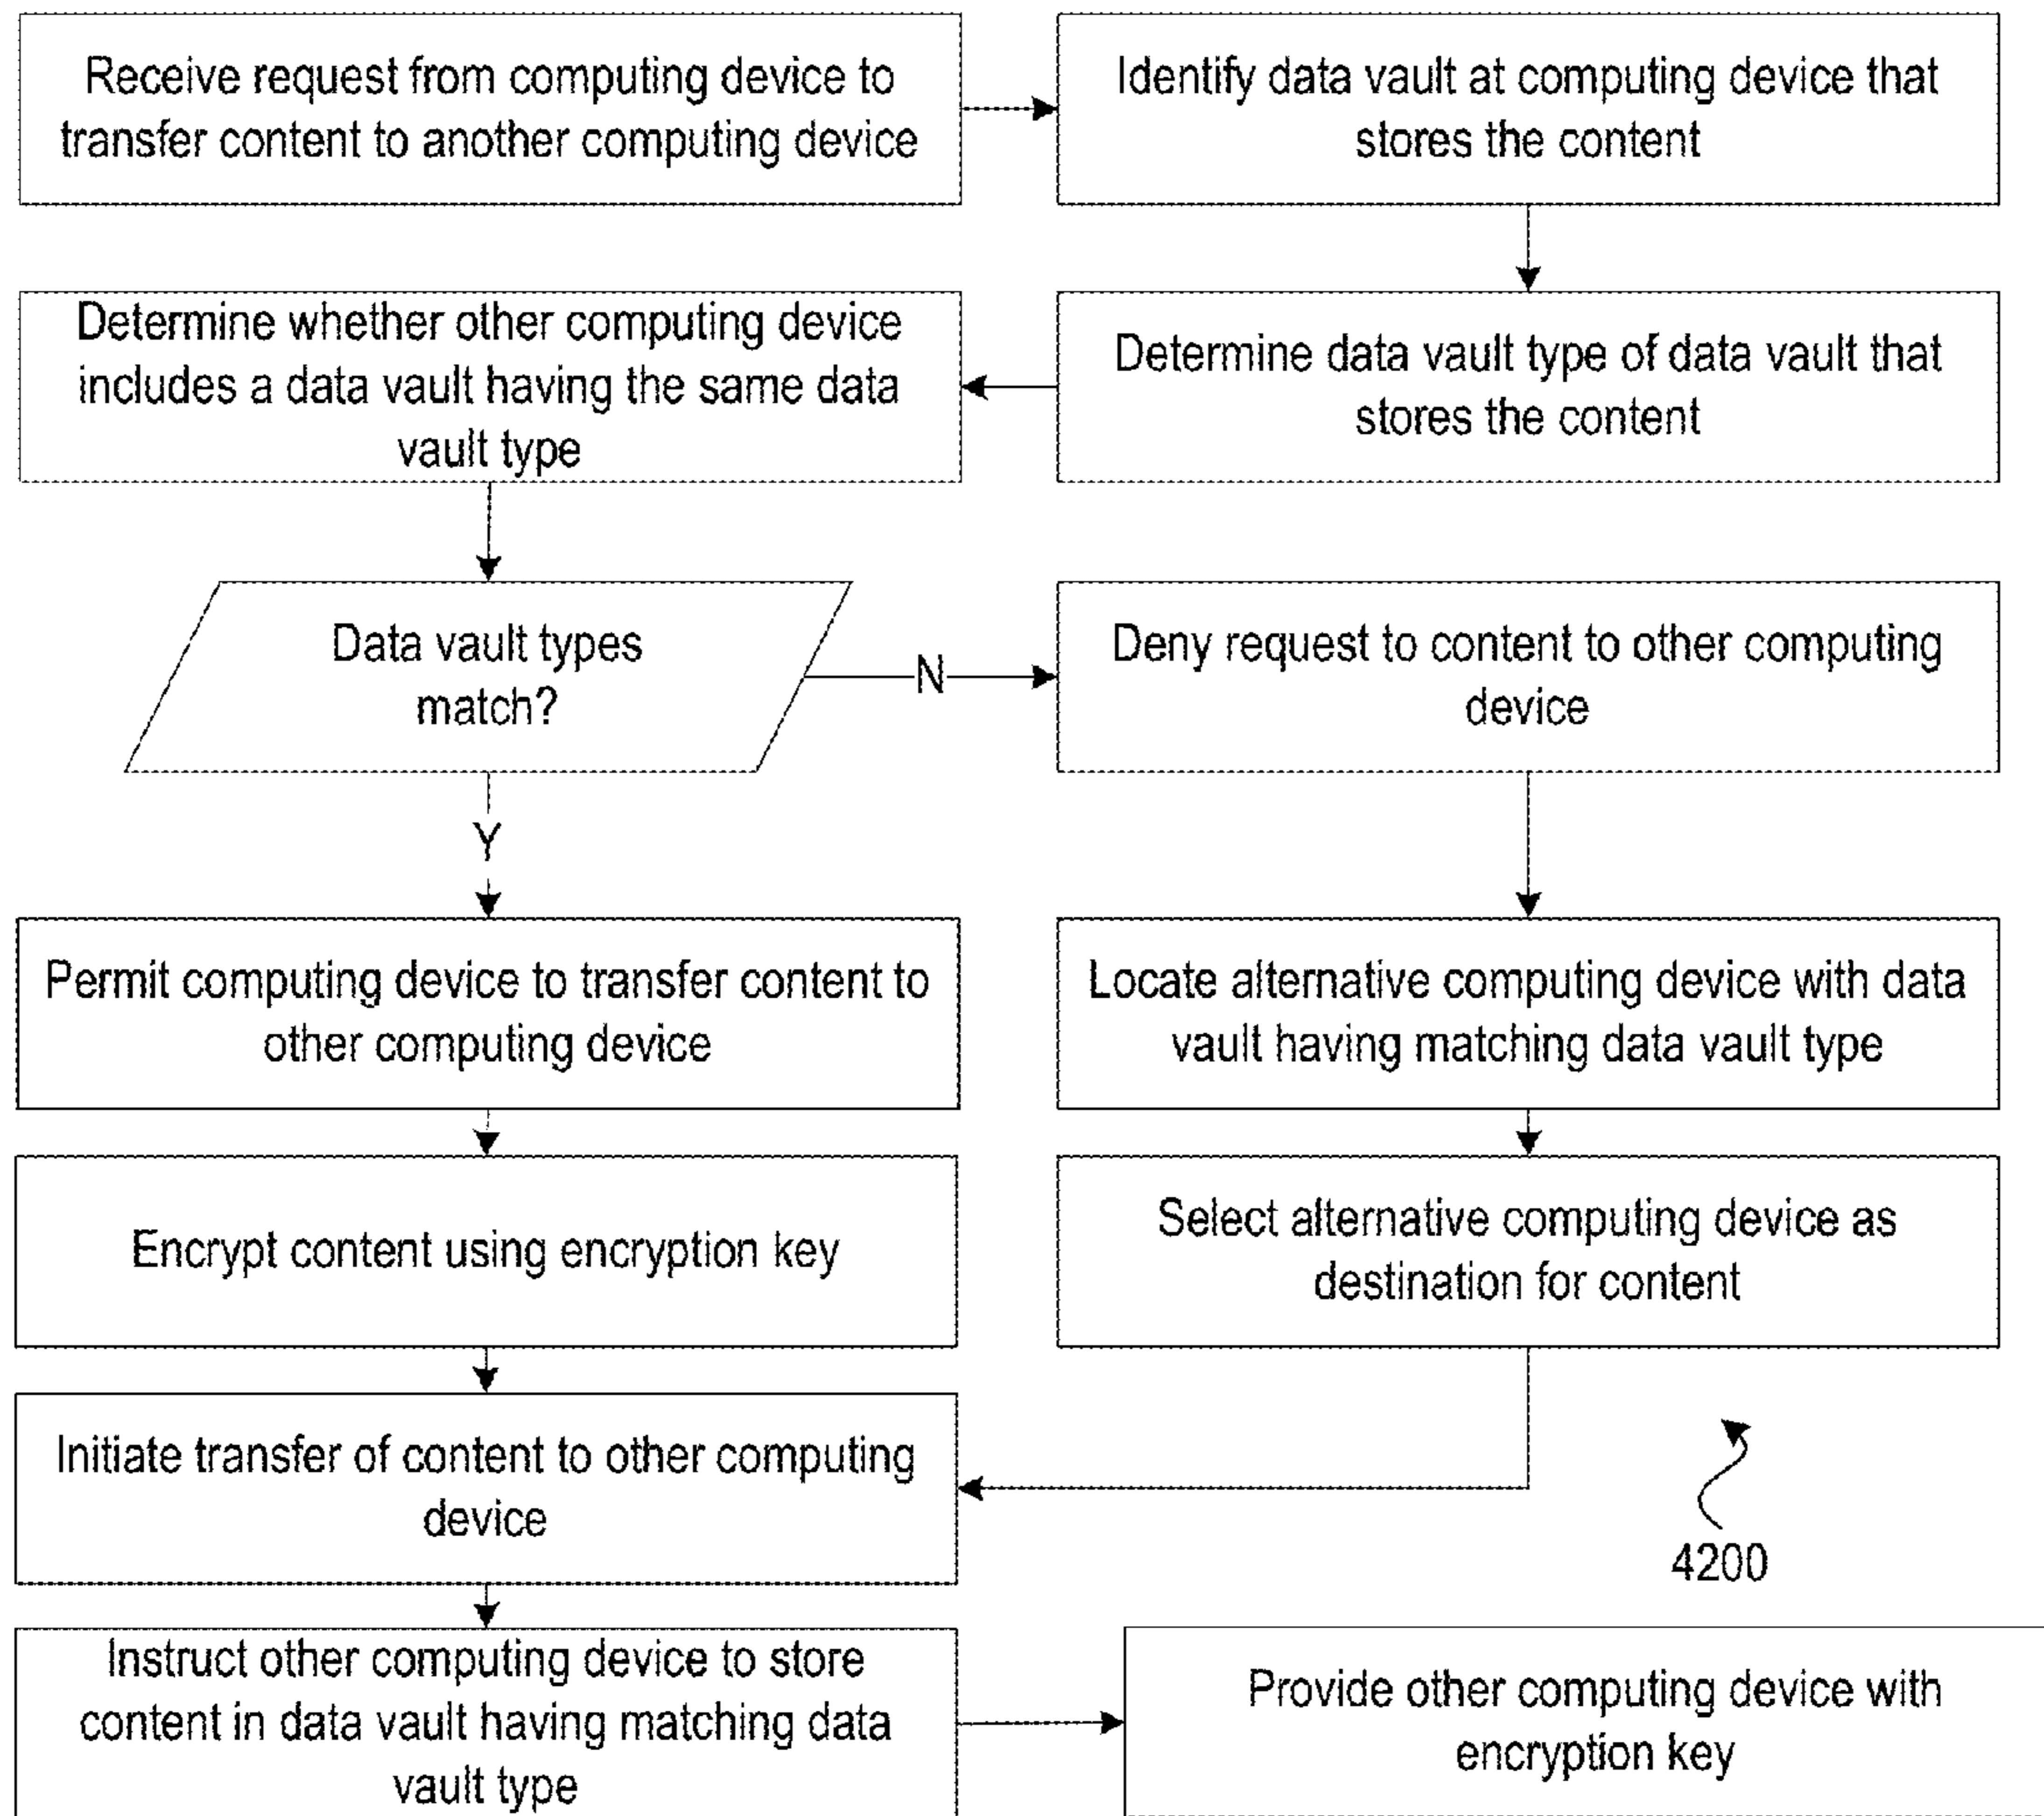 Receive request from computing device to
transfer content to another computing device
Identify data vault at computing device that
stores the content
Determine data vault type of data vault that
stores the content
Determine whether other computing device
includes a data vault having the same data
vault type
Data vault types
match?
N
Deny request to content to other computing
device
Y
Permit computing device to transfer content to
other computing device
Locate alternative computing device with data
vault having matching data vault type
Encrypt content using encryption key
Select alternative computing device as
destination for content
Initiate transfer of content to other computing
device
4200
Instruct other computing device to store
content in data vault having matching data
vault type
Provide other computing device with
encryption key